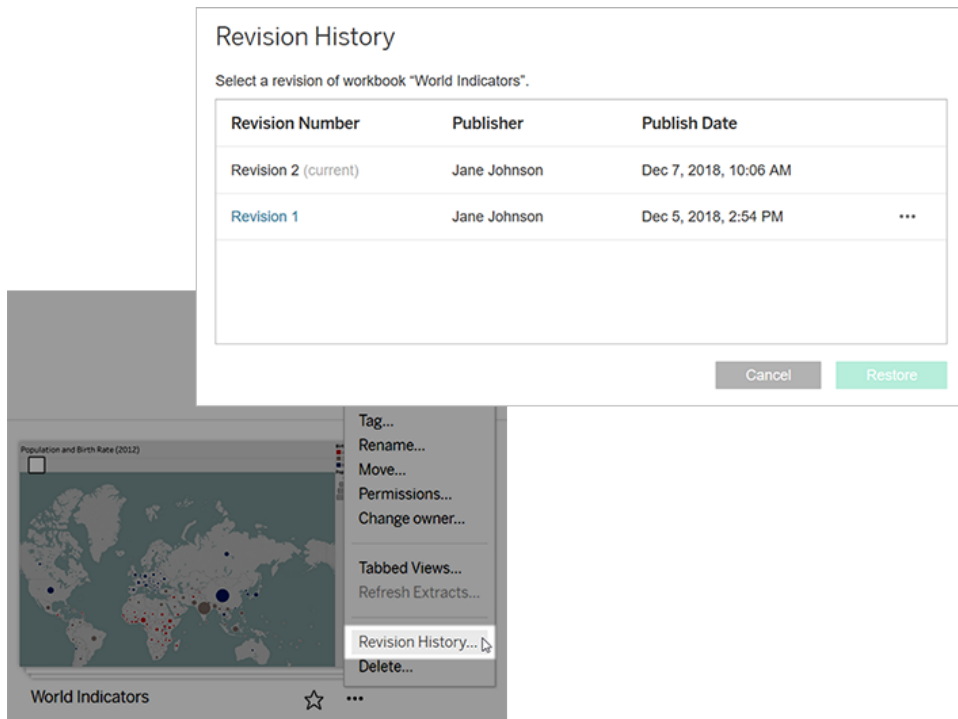 Revision History
Select a revision of workbook “World Indicators”.
Revision Number Publisher Publish Date
Revision 2 (current) Jane Johnson Dec 7, 2018, 10:06 AM
Revision 1 Jane Johnson Dec 5, 2018, 2:54 PM
Cancel Restore
Tag...
Rename...
Move...
Permissions...
Change owner...
Tabbed Views...
Refresh Extracts...
Revision History...
Delete...
Population and Birth Rate (2012)
World Indicators